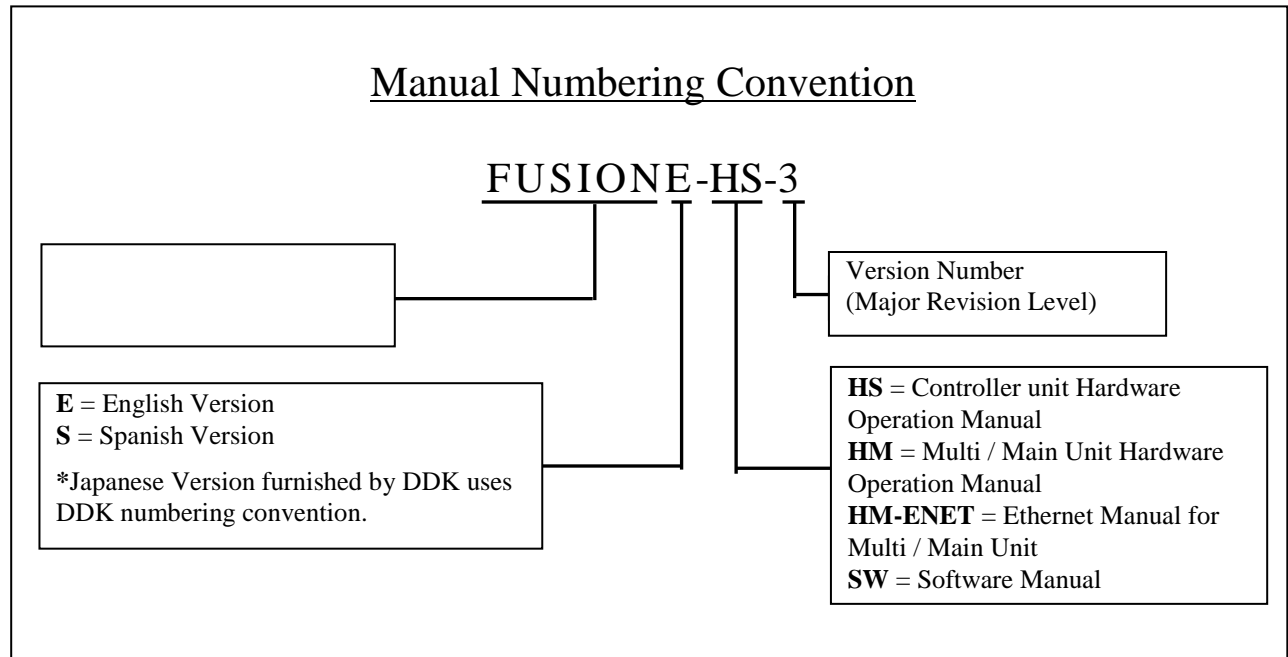 Manual Numbering Convention
FUSIONE-HS-3
Version Number
(Major Revision Level)
E = English Version
S = Spanish Version
*Japanese Version furnished by DDK uses
DDK numbering convention.
HS = Controller unit Hardware
Operation Manual
HM = Multi / Main Unit Hardware
Operation Manual
HM-ENET = Ethernet Manual for
Multi / Main Unit
SW = Software Manual